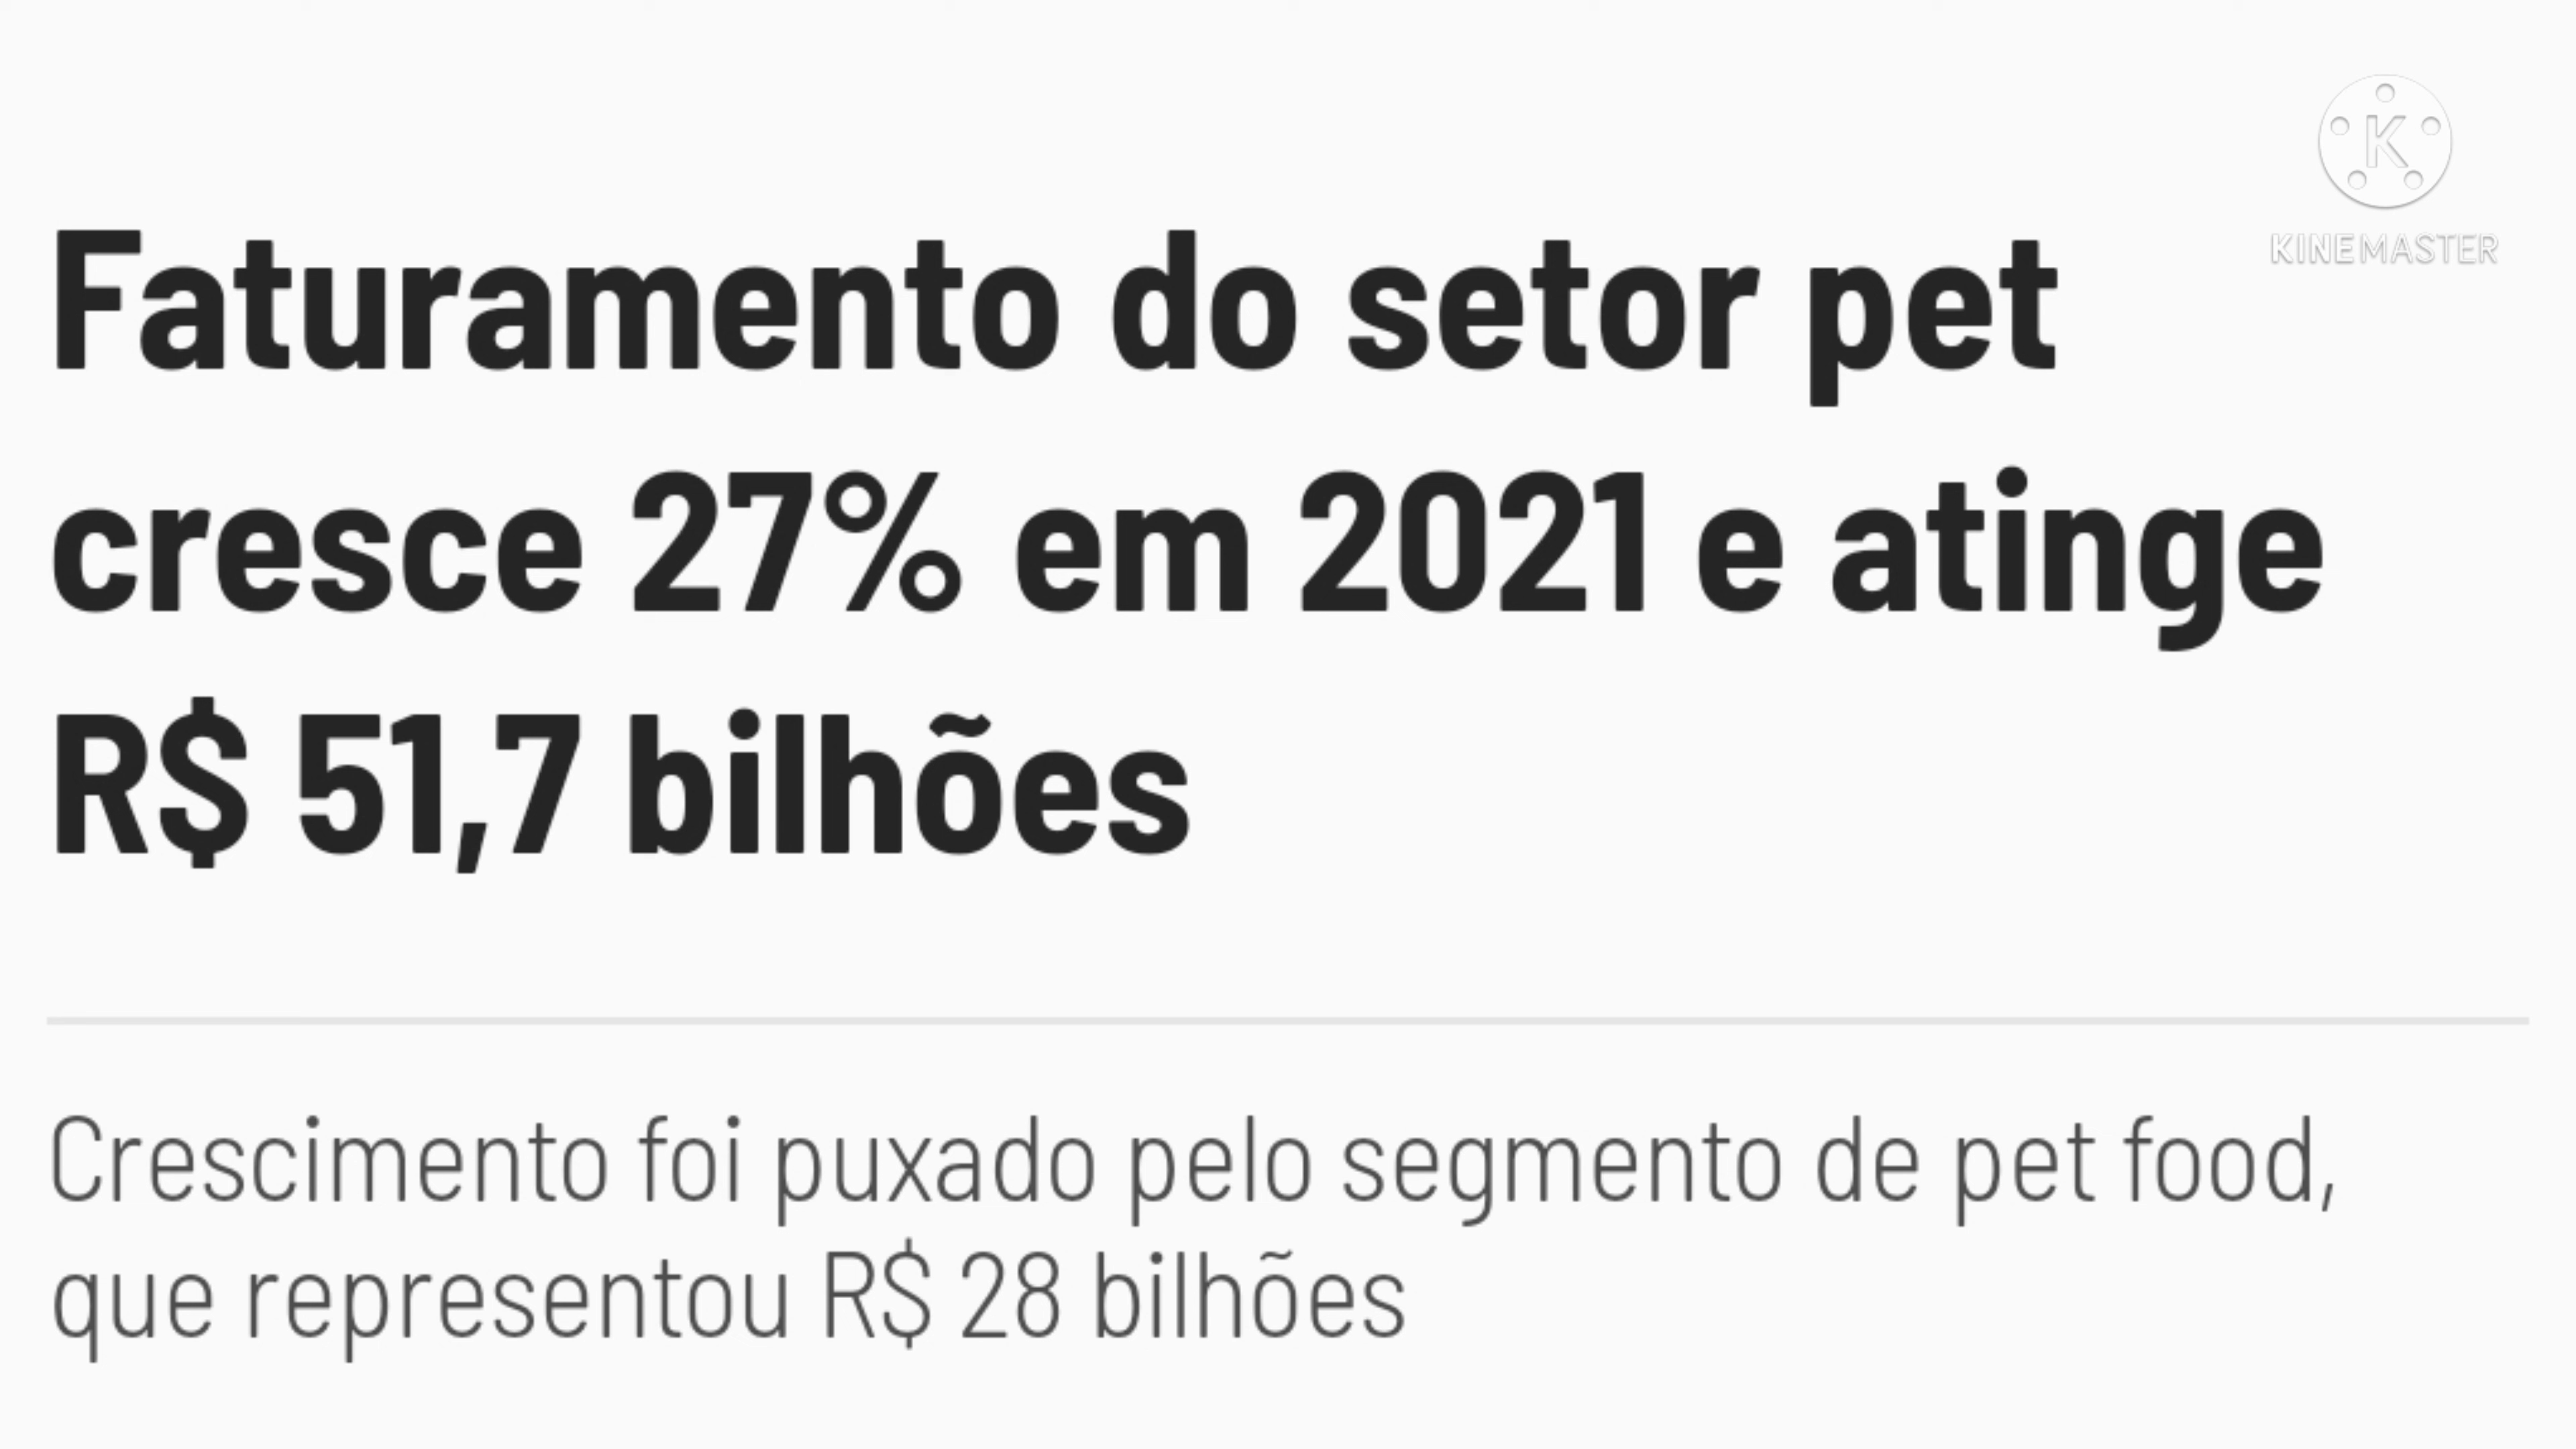 K
KINEMASTER
Faturamento do setor pet
cresce 27% em 2021 e atinge
R$ 51,7 bilhões
Crescimento foi puxado pelo segmento de pet food,
que representou R$ 28 bilhões